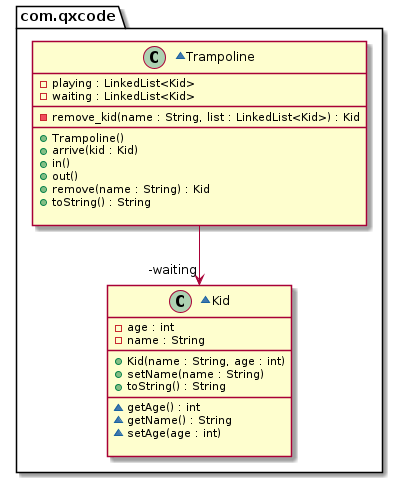 com.qxcode
C Trampoline
playing : LinkedList<Kid>
waiting : LinkedList<Kid>
remove_kid(name : String, list : LinkedList<Kid>) : Kid
Trampoline()
arrive(kid : Kid)
in()
out()
remove(name : String) : Kid
toString() : String
-waiting
C Kid
age : int
name : String
Kid(name : String, age : int)
setName(name : String)
toString() : String
getAge() : int
getName() : String
setAge(age : int)